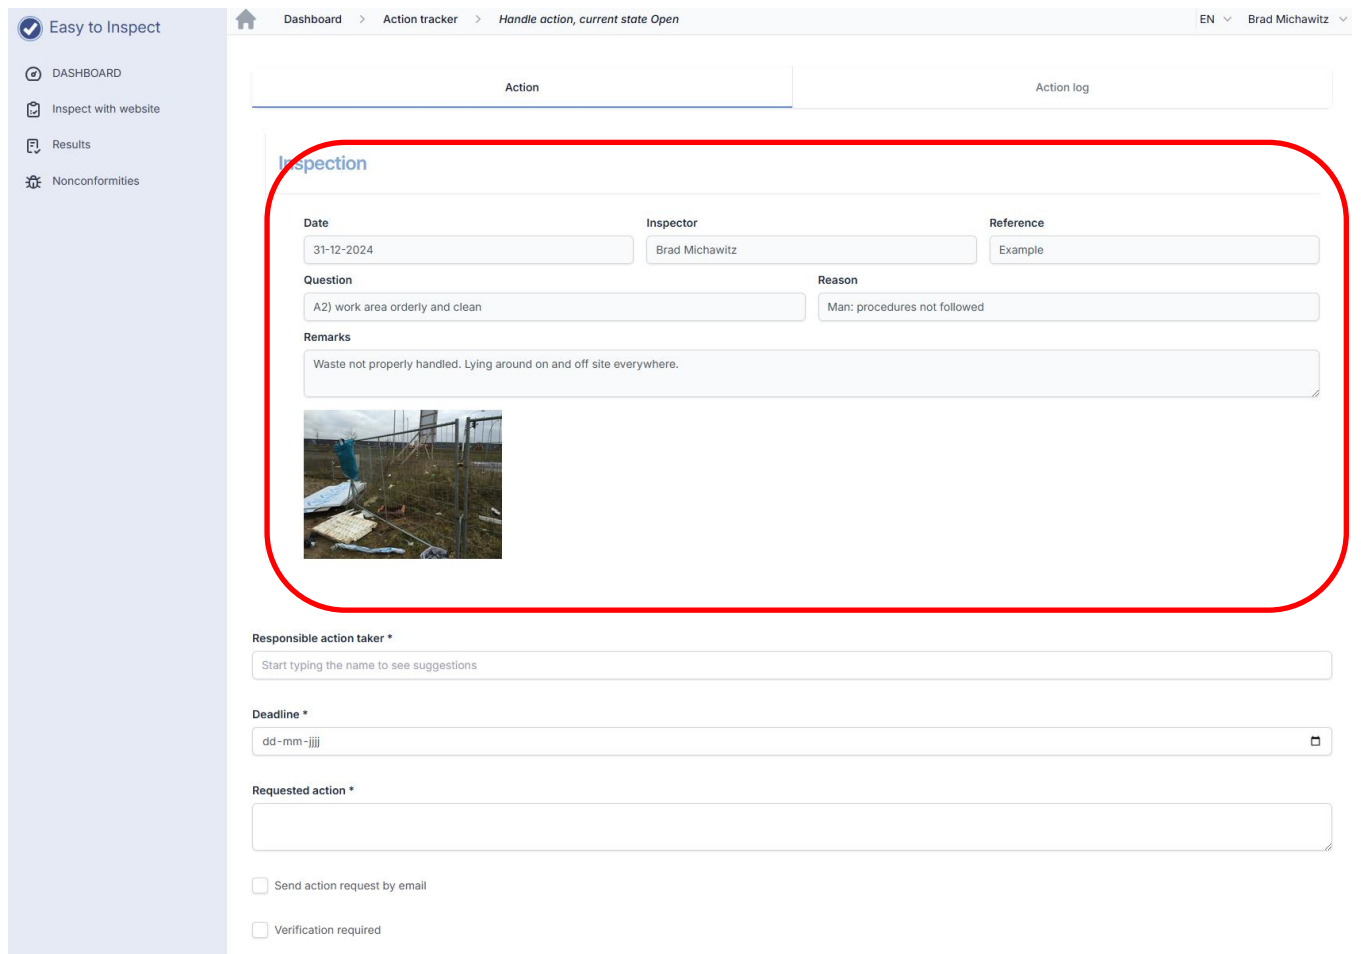 Easy to Inspect
Dashboard > Action tracker > Handle action, current state Open
EN
Brad Michawitz
DASHBOARD
Inspect with website
Results
Nonconformities
Action
Action log
Inspection
Date
Inspector
Reference
31-12-2024
Brad Michawitz
Example
Question
Reason
A2) work area orderly and clean
Man: procedures not followed
Remarks
Waste not properly handled. Lying around on and off site everywhere.
Responsible action taker *
Start typing the name to see suggestions
Deadline *
dd-mm-jjjj
Requested action *
Send action request by email
Verification required